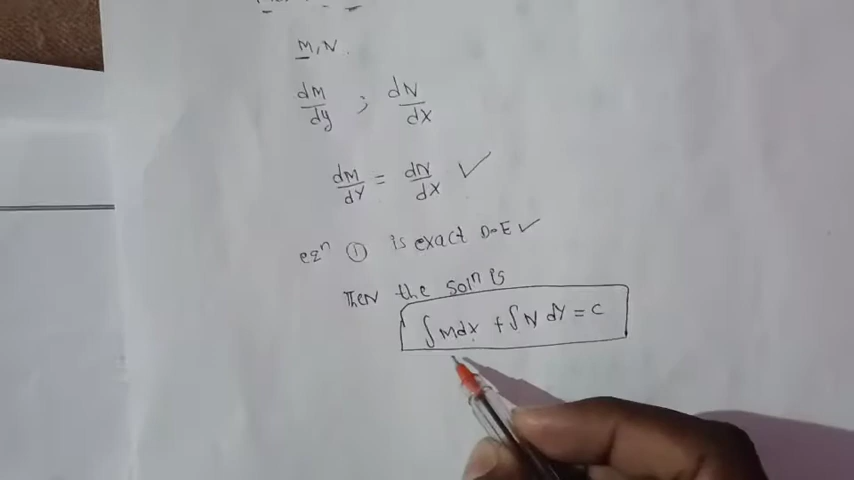 M, N.
dM/dy ; dN/dx
dM/dy = dN/dx ✓
eqⁿ ① is exact D.E ✓
Then the solⁿ is
∫ M dx + ∫ N dy = c